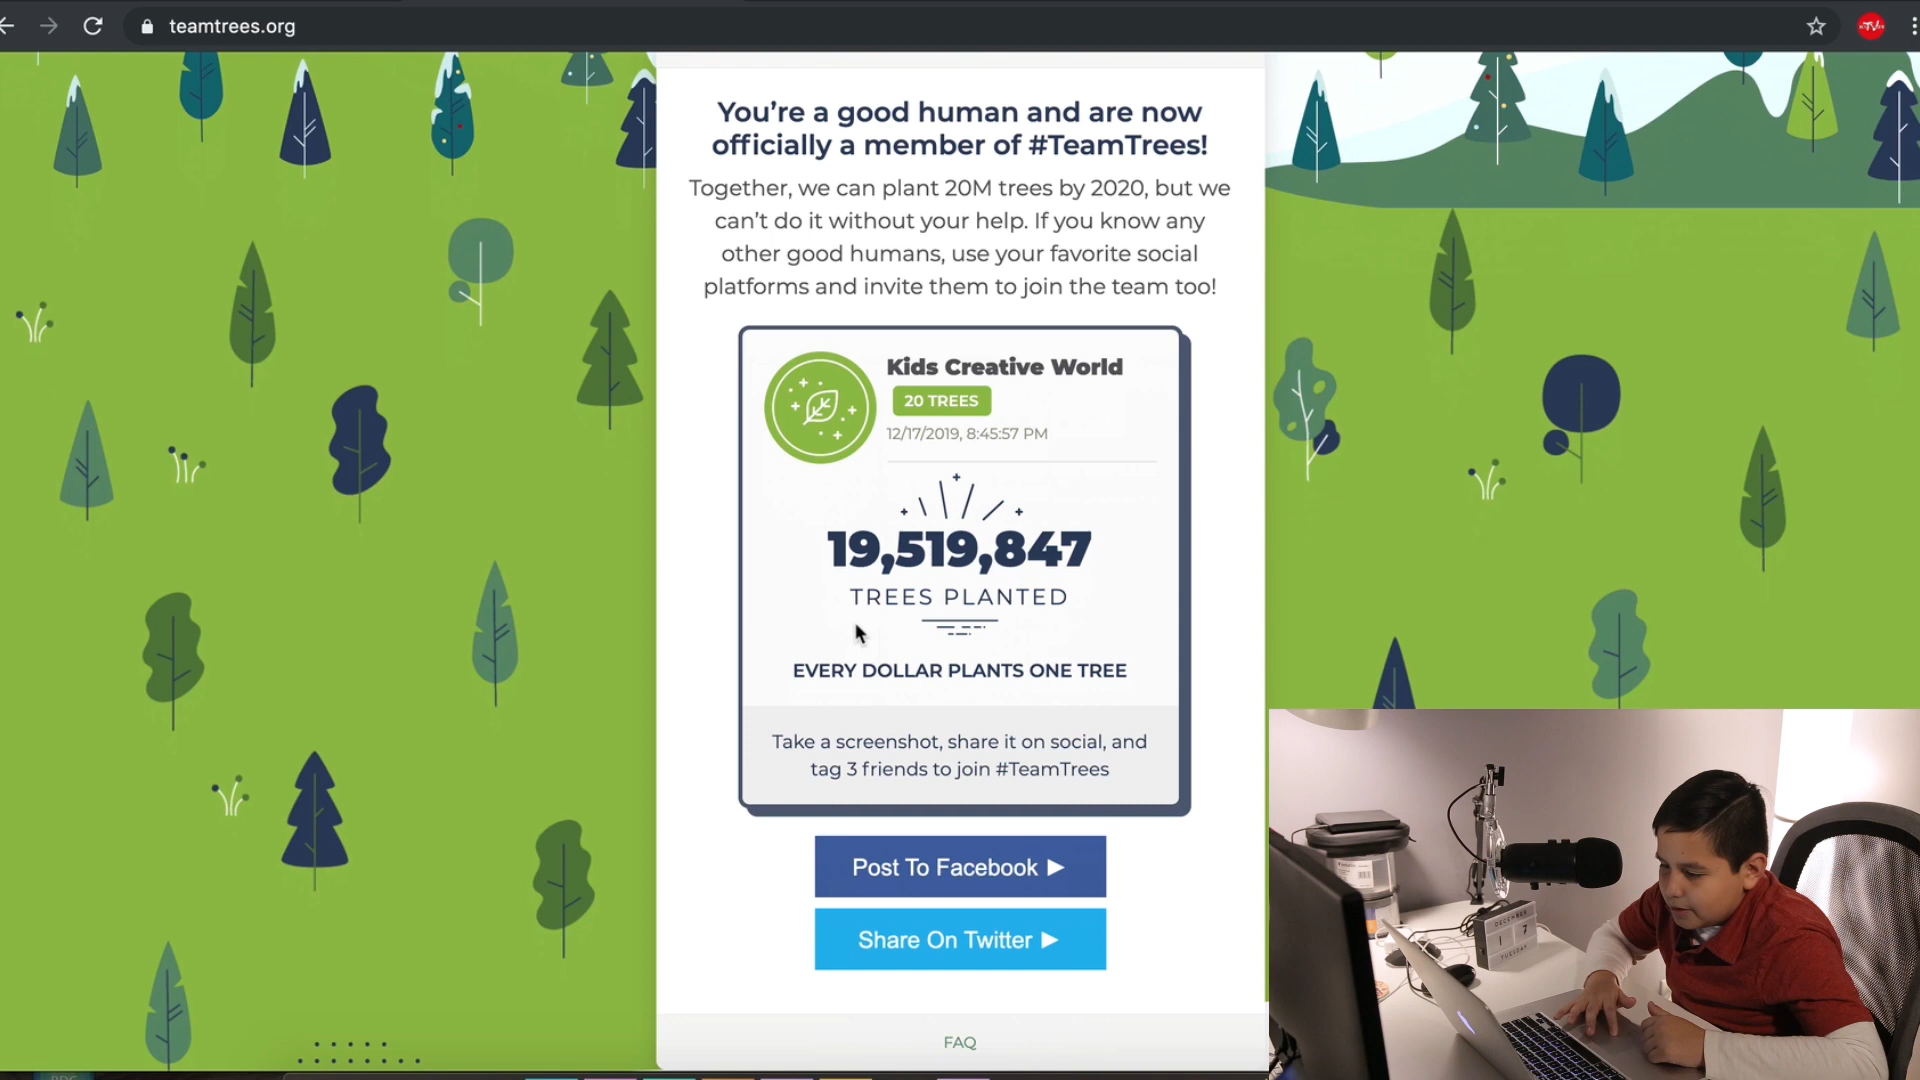 teamtrees.org
You’re a good human and are now
officially a member of #TeamTrees!
Together, we can plant 20M trees by 2020, but we
can’t do it without your help. If you know any
other good humans, use your favorite social
platforms and invite them to join the team too!
Kids Creative World
20 TREES
12/17/2019, 8:45:57 PM
19,519,847
TREES PLANTED
EVERY DOLLAR PLANTS ONE TREE
Take a screenshot, share it on social, and
tag 3 friends to join #TeamTrees
Post To Facebook
Share On Twitter
FAQ
DECEMBER
1 7
TUESDAY